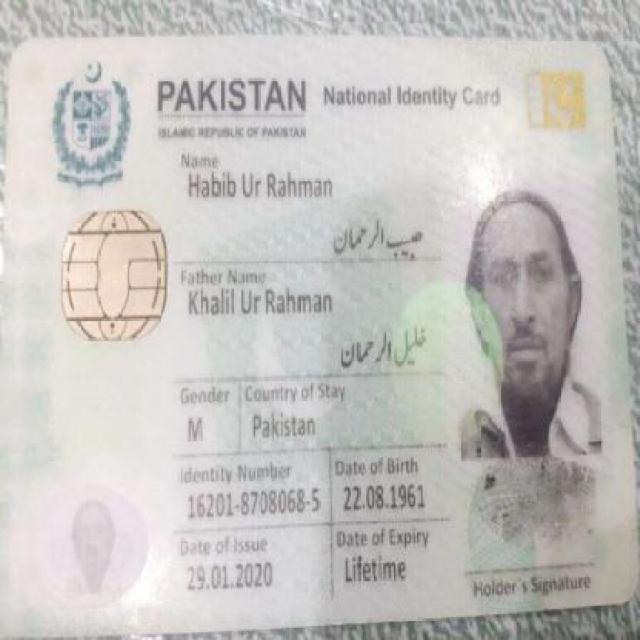 PAKISTAN National Identity Card
ISLAMIC REPUBLIC OF PAKISTAN
Name
Habib Ur Rahman
حبیب الرحمان
Father Name
Khalil Ur Rahman
خلیل الرحمان
Gender Country of Stay
M Pakistan
Identity Number Date of Birth
16201-8708068-5 22.08.1961
Date of Issue Date of Expiry
29.01.2020 Lifetime
Holder's Signature